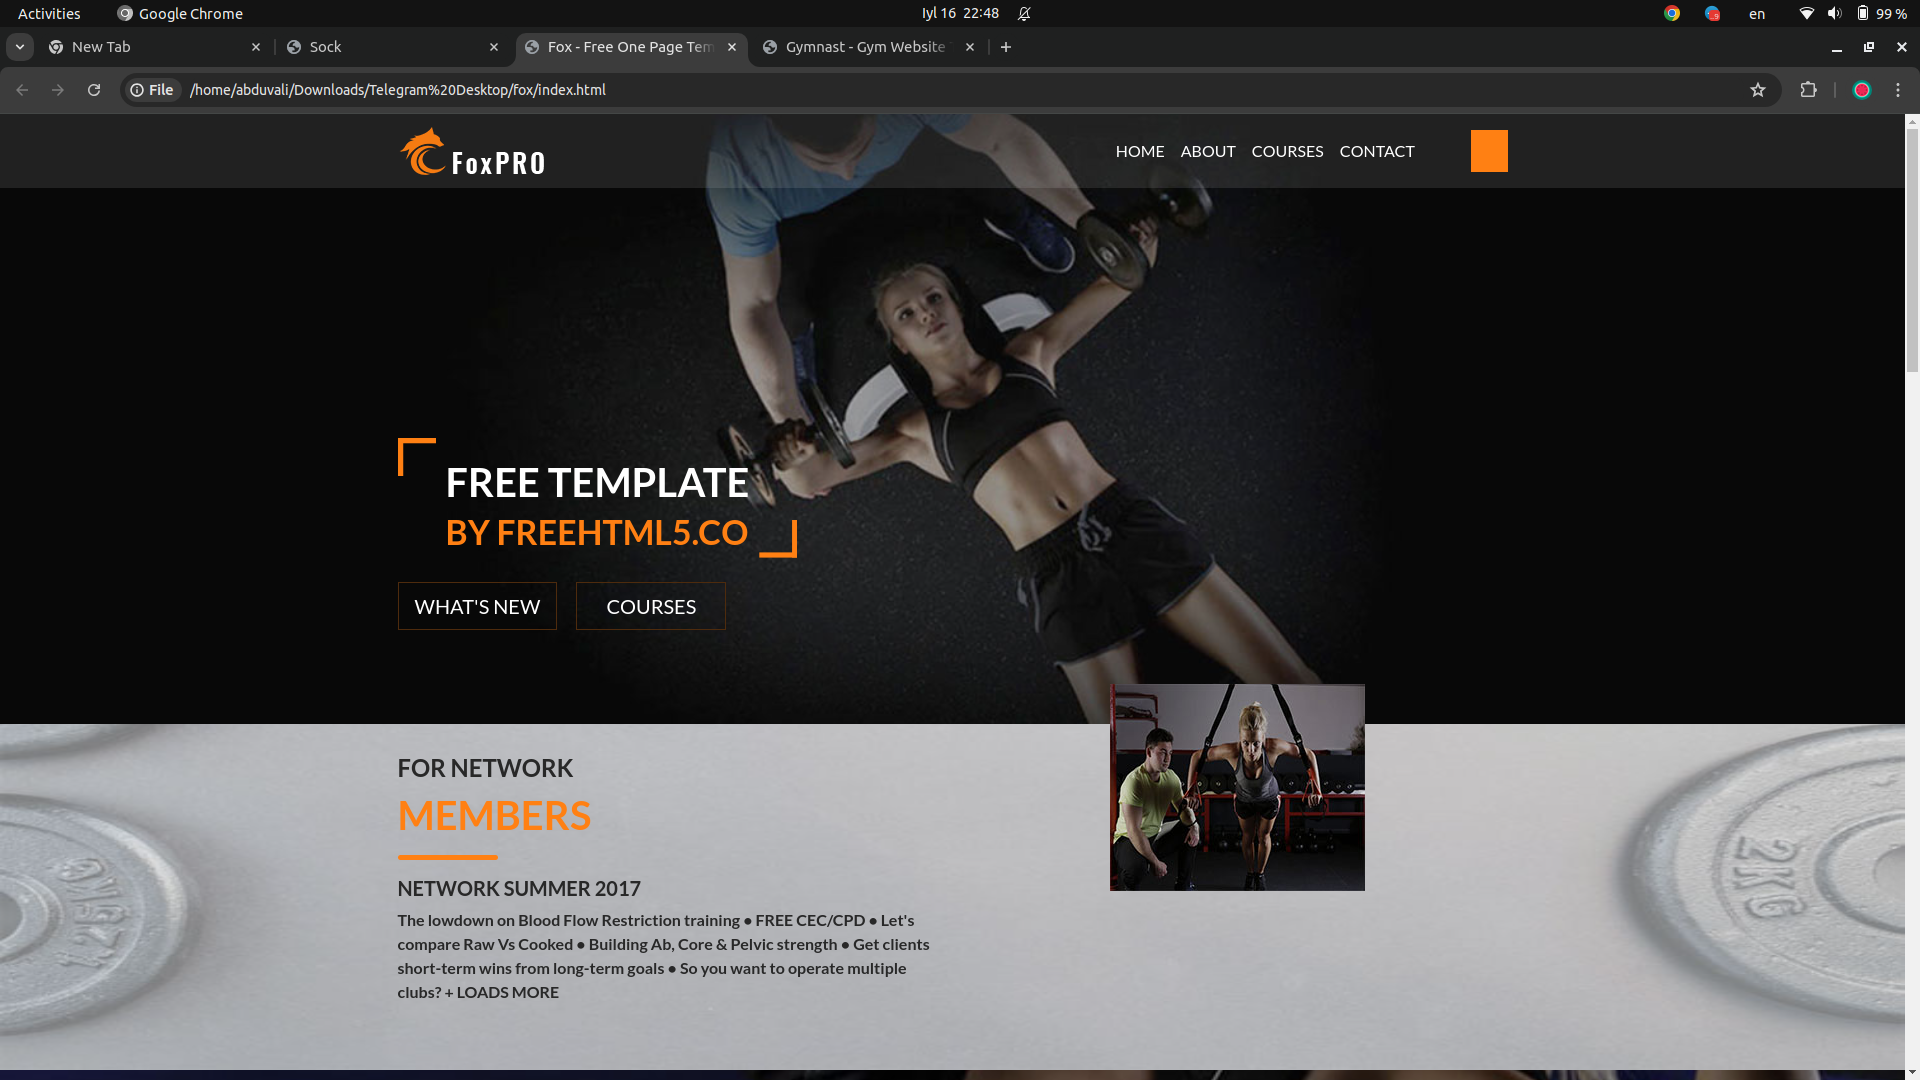 Activities
Google Chrome
Iyl 16 22:48
en
99 %
New Tab
Sock
Fox - Free One Page Tem
Gymnast - Gym Website
File
/home/abduvali/Downloads/Telegram%20Desktop/fox/index.html
FoxPRO
HOME
ABOUT
COURSES
CONTACT
FREE TEMPLATE
BY FREEHTML5.CO
WHAT'S NEW
COURSES
FOR NETWORK
MEMBERS
NETWORK SUMMER 2017
The lowdown on Blood Flow Restriction training ● FREE CEC/CPD ● Let's
compare Raw Vs Cooked ● Building Ab, Core & Pelvic strength ● Get clients
short-term wins from long-term goals ● So you want to operate multiple
clubs? + LOADS MORE
2KG